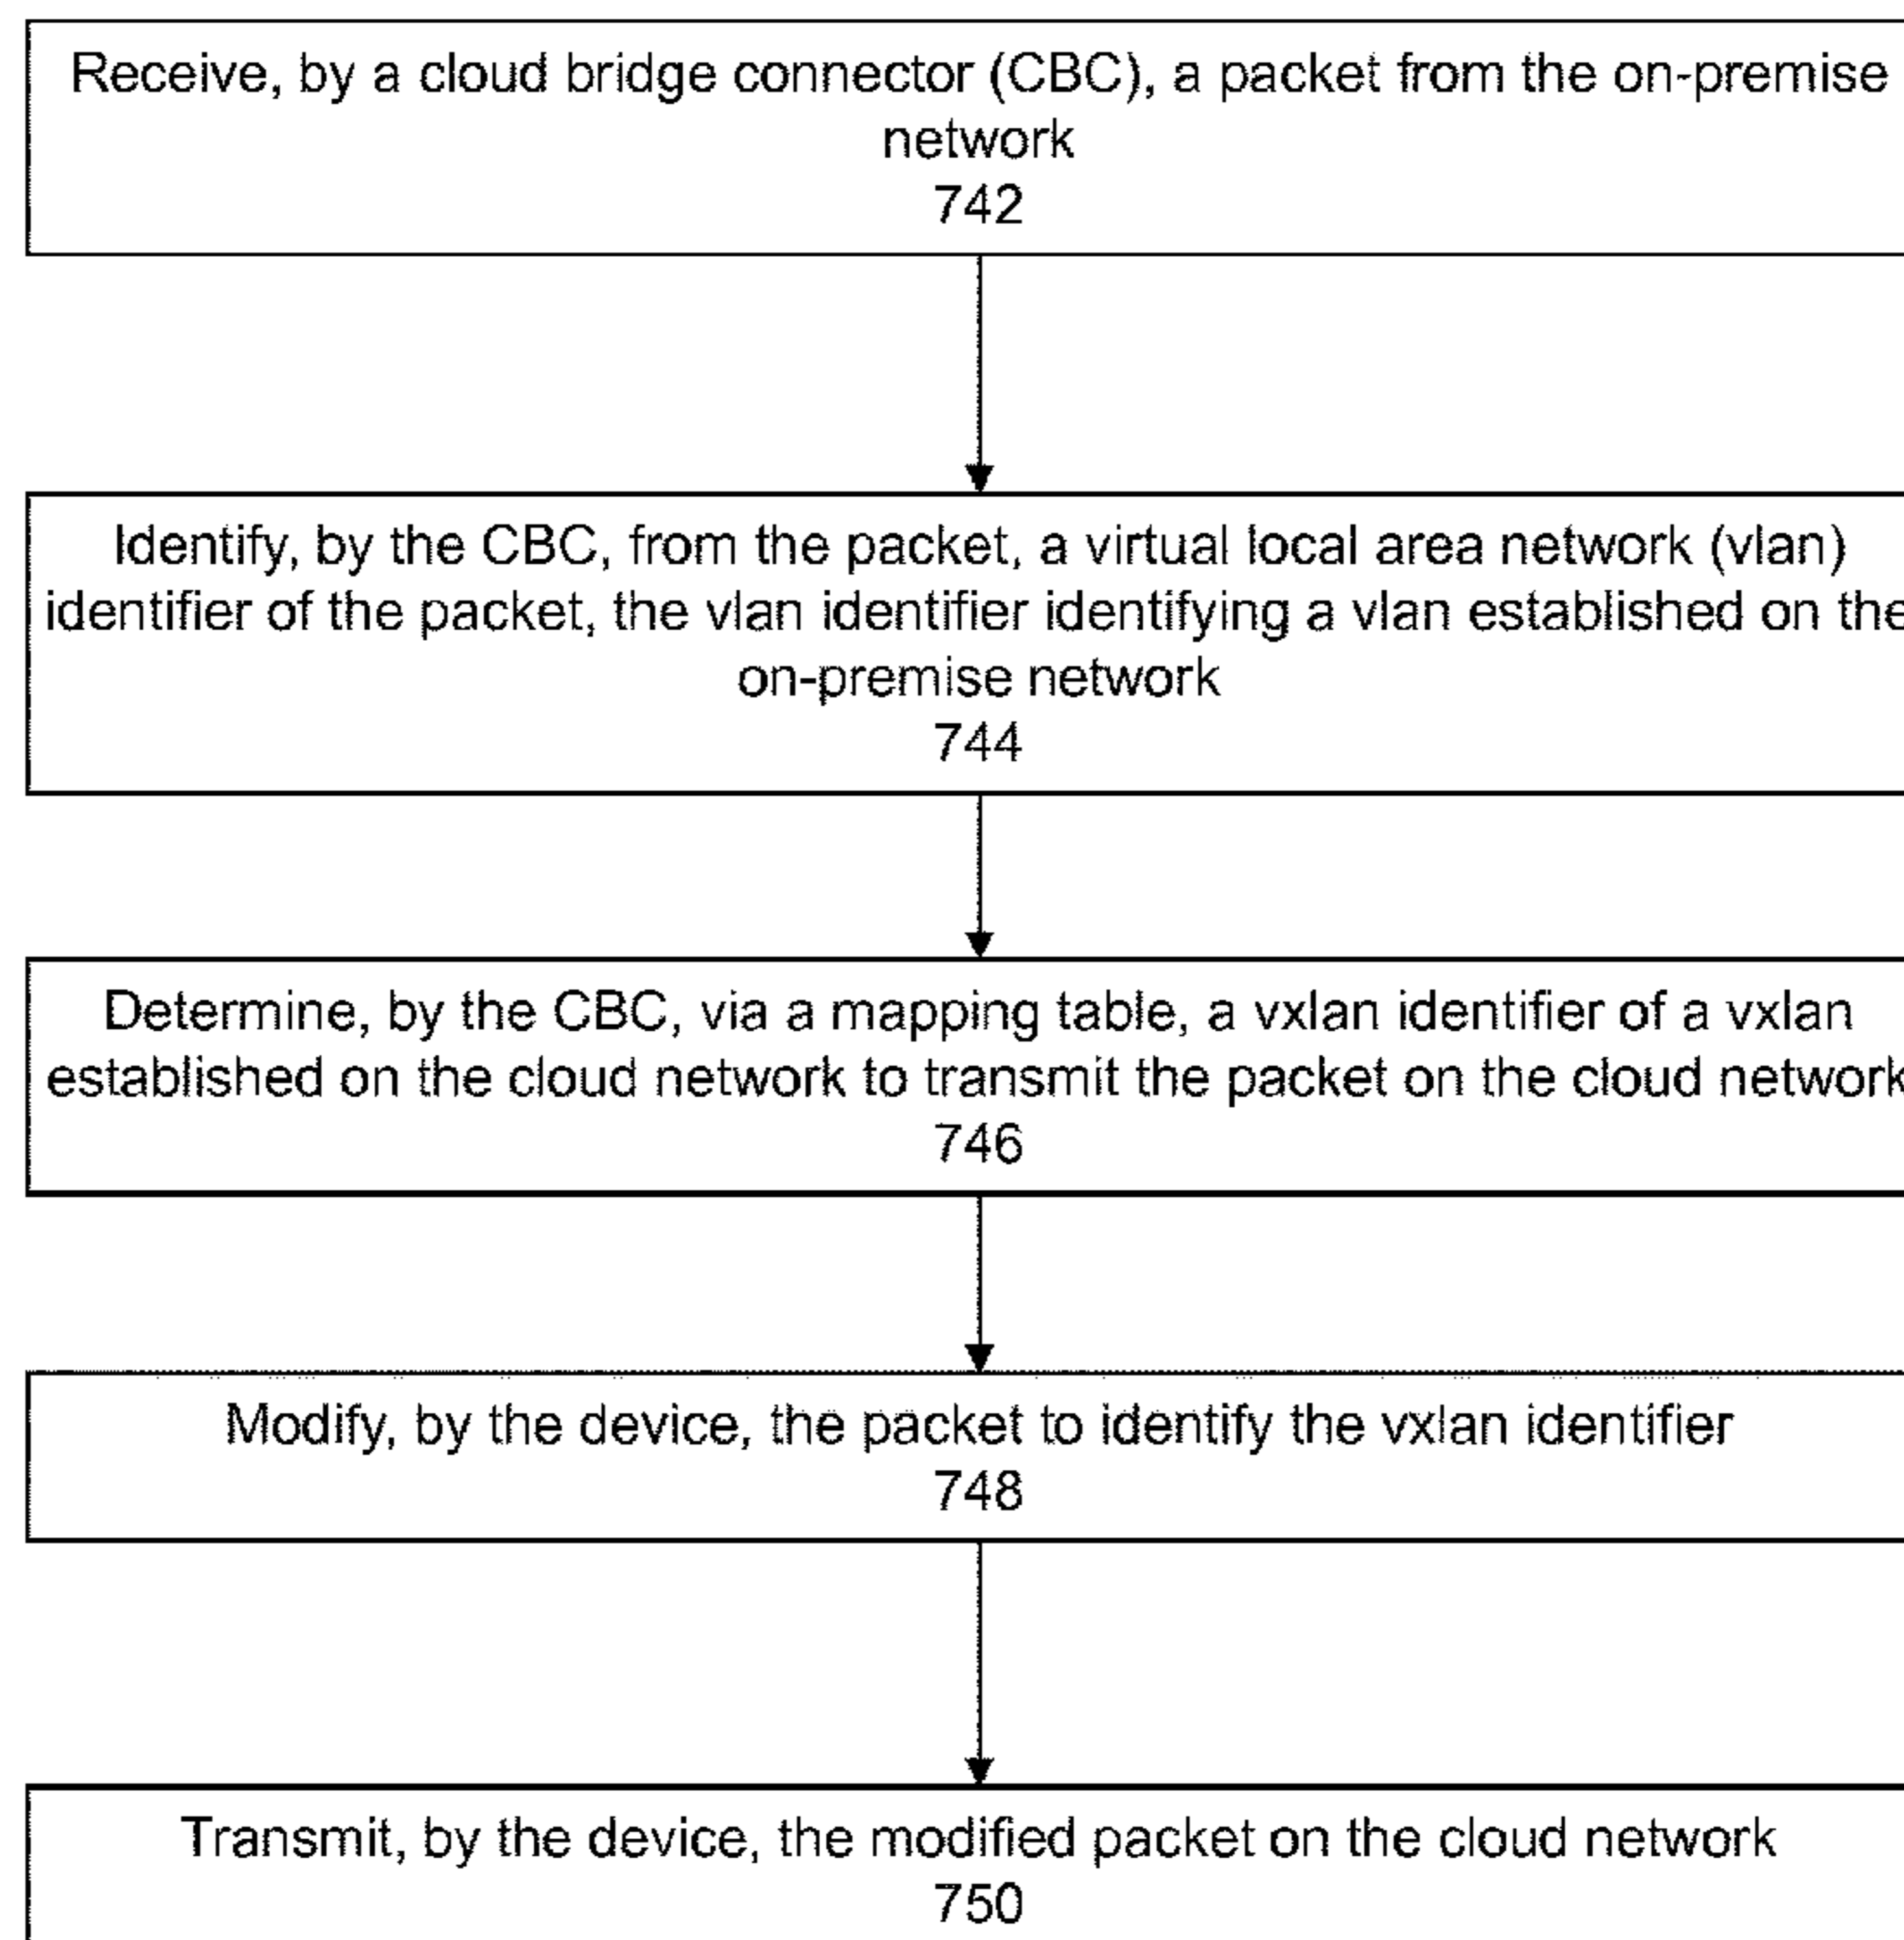 Receive, by a cloud bridge connector (CBC), a packet from the on-premise
network
742
Identify, by the CBC, from the packet, a virtual local area network (vlan)
identifier of the packet, the vlan identifier identifying a vlan established on the
on-premise network
744
Determine, by the CBC, via a mapping table, a vxlan identifier of a vxlan
established on the cloud network to transmit the packet on the cloud network
746
Modify, by the device, the packet to identify the vxlan identifier
748
Transmit, by the device, the modified packet on the cloud network
750